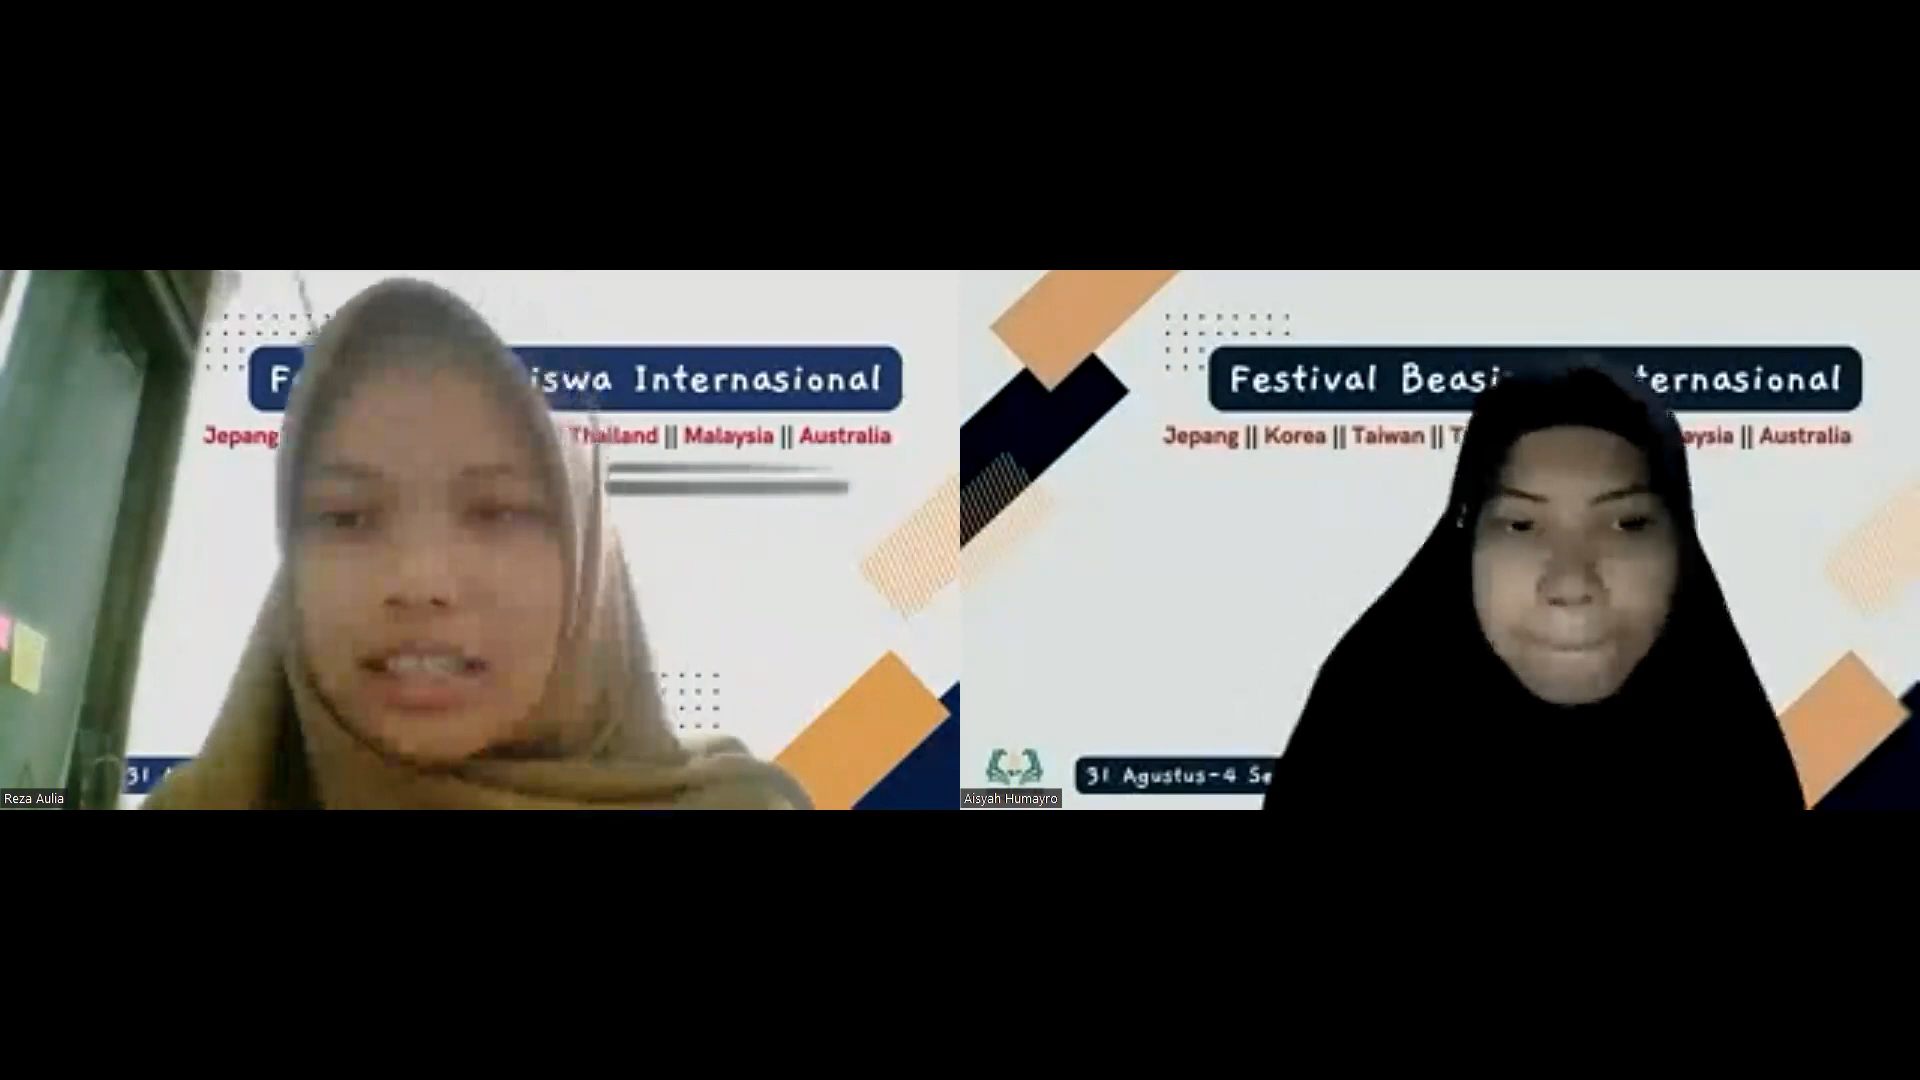 iswa Internasional
Jepang
Thailand || Malaysia || Australia
31
Reza Aulia
Festival Beasi ternasional
Jepang || Korea || Taiwan || T aysia || Australia
31 Agustus-4 Se
Aisyah Humayro